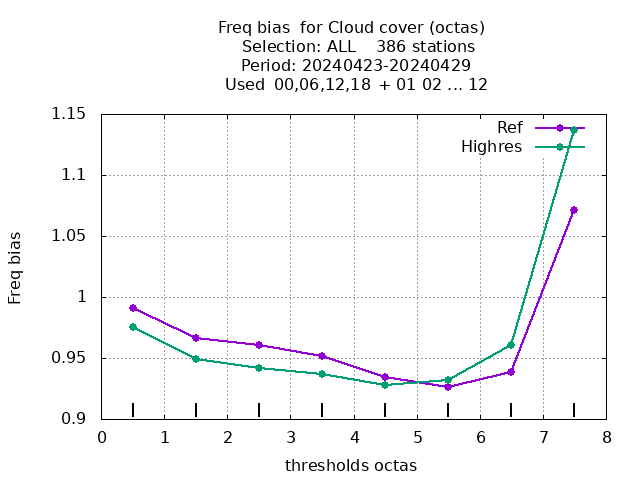 Freq bias  for Cloud cover (octas)
Selection: ALL    386 stations
Period: 20240423-20240429
Used  00,06,12,18  + 01 02 ... 12
Ref
Highres
1.15
1.1
1.05
1
0.95
0.9
Freq bias
0 1 2 3 4 5 6 7 8
thresholds octas